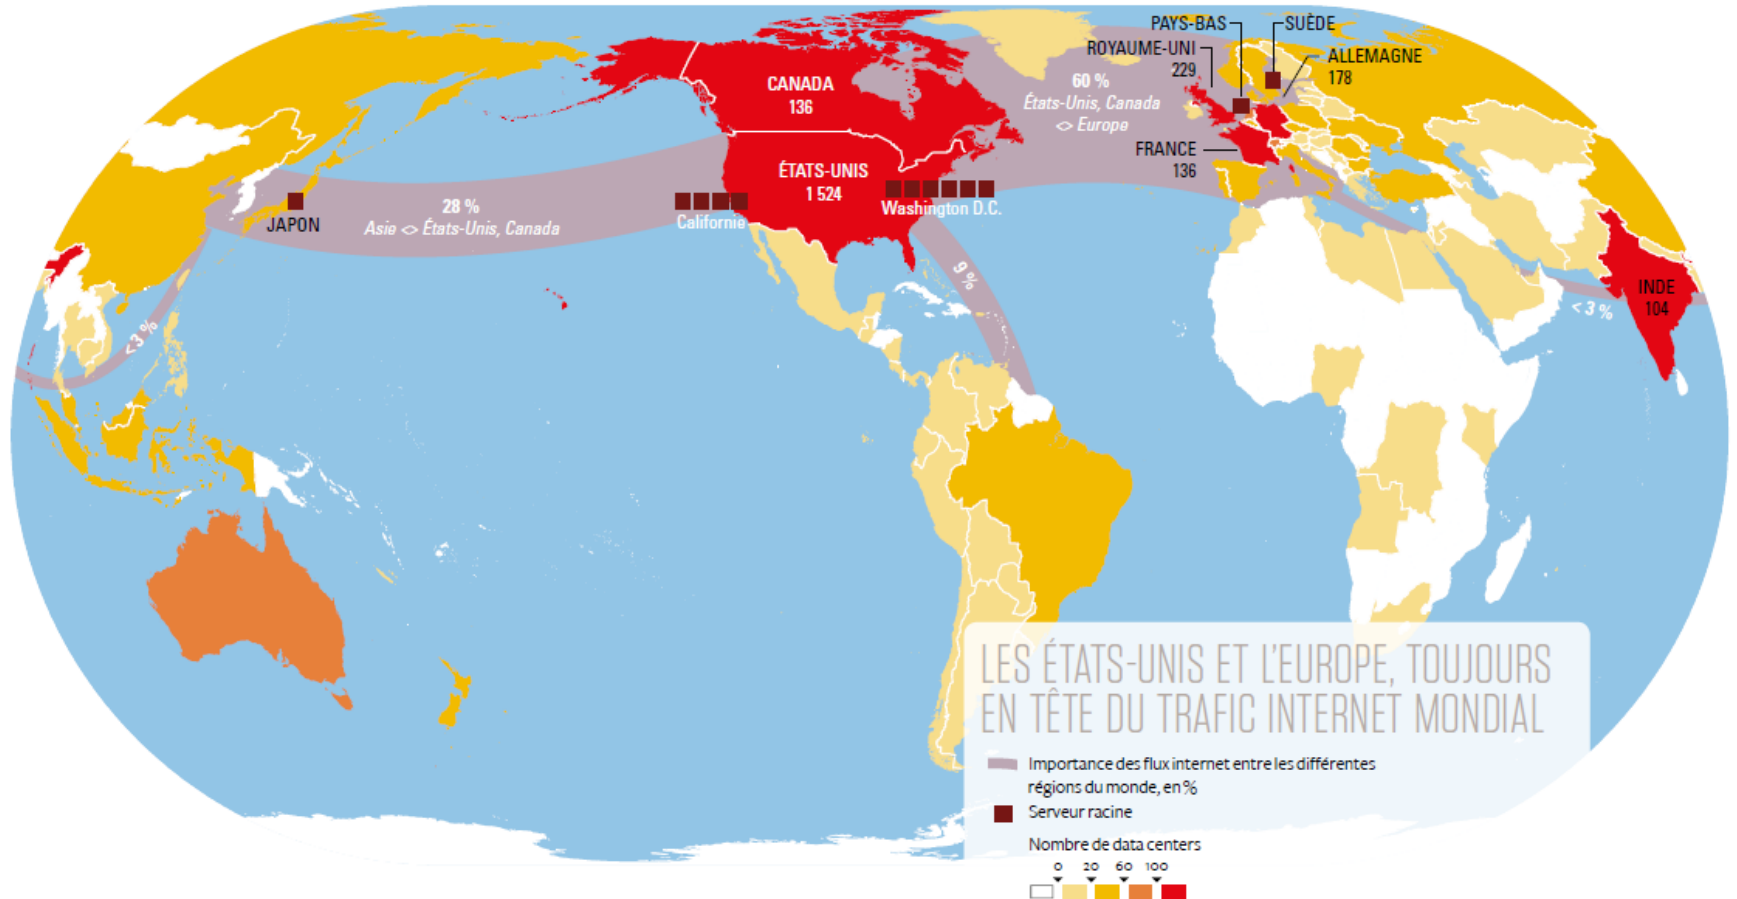 PAYS-BAS
SUÈDE
ROYAUME-UNI
229
ALLEMAGNE
178
CANADA
136
60 %
États-Unis, Canada
<> Europe
FRANCE
136
ÉTATS-UNIS
1 524
JAPON
28 %
Asie <> États-Unis, Canada
Californie
Washington D.C.
9 %
INDE
104
< 3 %
<3 %
LES ÉTATS-UNIS ET L'EUROPE, TOUJOURS
EN TÊTE DU TRAFIC INTERNET MONDIAL
Importance des flux internet entre les différentes
régions du monde, en %
Serveur racine
Nombre de data centers
0 20 60 100